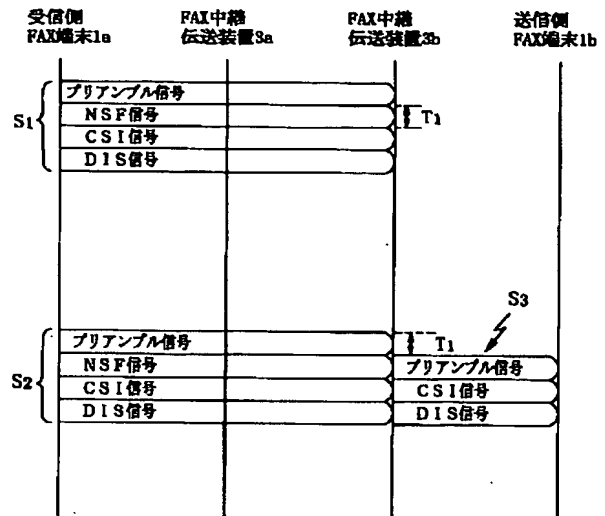 受信側
FAX端末1a
FAX中継
伝送装置3a
FAX中継
伝送装置3b
送信側
FAX端末1b
S1
プリアンブル信号
NSF信号
CSI信号
DIS信号
T1
S3
S2
プリアンブル信号
NSF信号
CSI信号
DIS信号
T1
プリアンブル信号
CSI信号
DIS信号